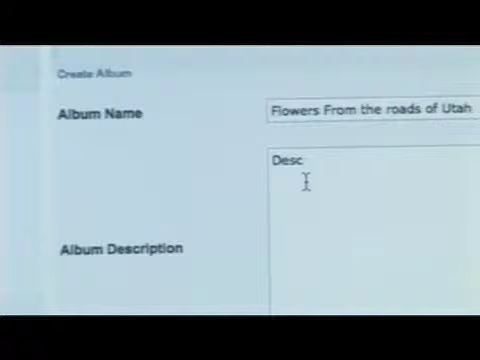 Create Album
Album Name
Flowers From the roads of Utah
Desc
Album Description